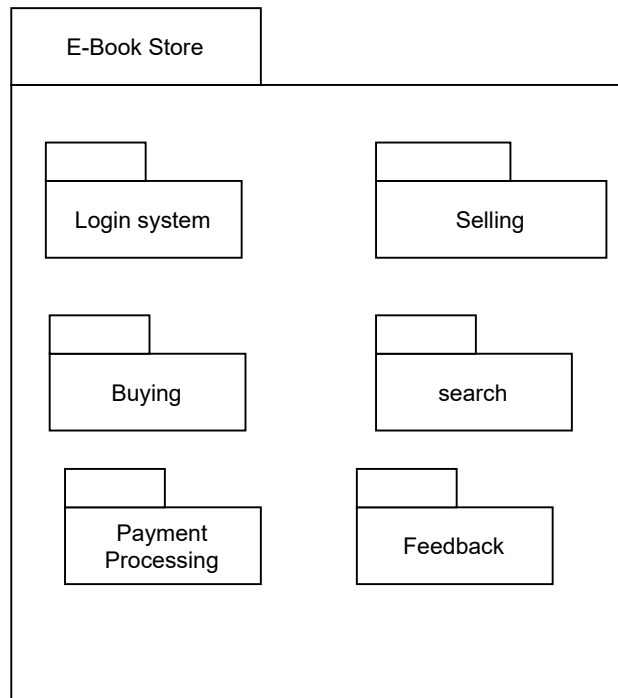 E-Book Store
Login system
Selling
Buying
search
Payment
Processing
Feedback